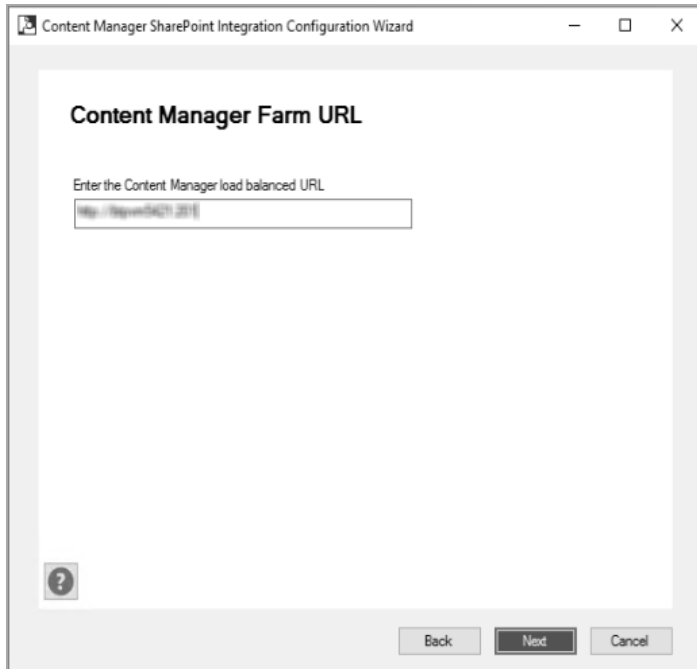 Content Manager SharePoint Integration Configuration Wizard
Content Manager Farm URL
Enter the Content Manager load balanced URL
?
Back
Next
Cancel